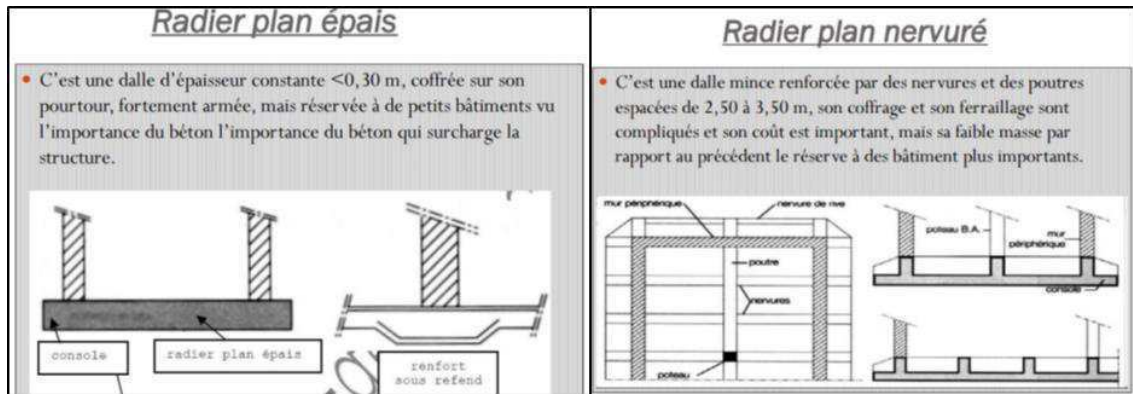 Radier plan épais
• C'est une dalle d'épaisseur constante <0,30 m, coffrée sur son
pourtour, fortement armée, mais réservée à de petits bâtiments vu
l'importance du béton l'importance du béton qui surcharge la
structure.
console
radier plan épais
renfort
sous refend
Radier plan nervuré
• C'est une dalle mince renforcée par des nervures et des poutres
espacées de 2,50 à 3,50 m, son coffrage et son ferraillage sont
compliqués et son coût est important, mais sa faible masse par
rapport au précédent le réserve à des bâtiment plus importants.
mur périphérique
nervure de rive
poutre
nervures
poteau
poteau B.A.
mur
périphérique
console